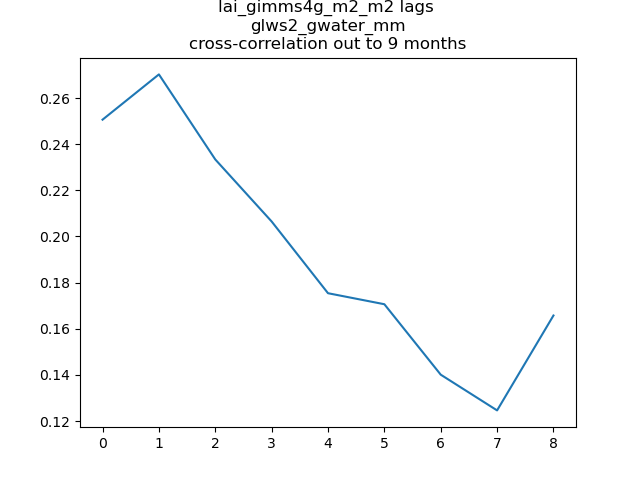 lai_gimms4g_m2_m2 lags
glws2_gwater_mm
cross-correlation out to 9 months
0.26
0.24
0.22
0.20
0.18
0.16
0.14
0.12
0 1 2 3 4 5 6 7 8